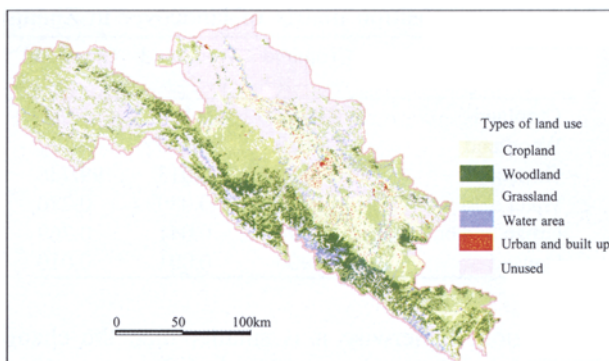 Types of land use
Cropland
Woodland
Grassland
Water area
Urban and built up
Unused
0 50 100km